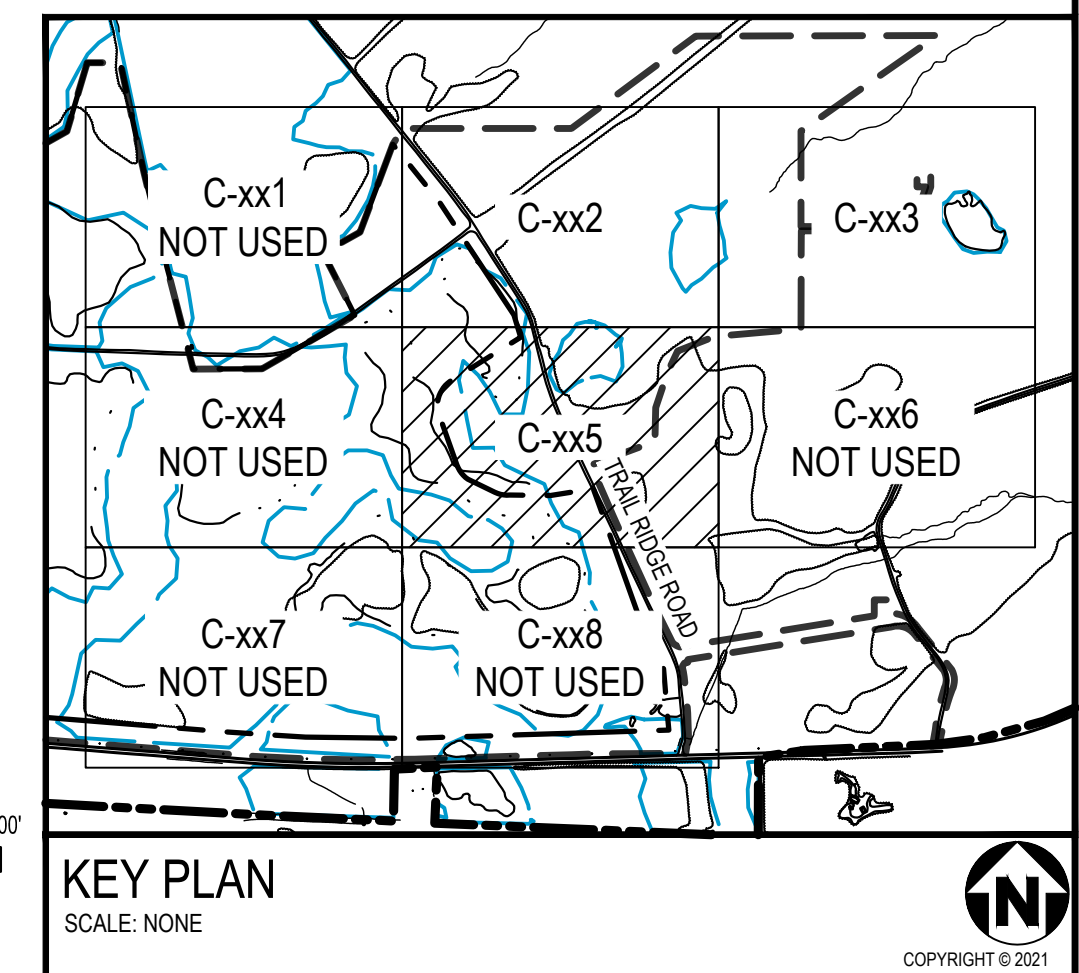 C-xx1
NOT USED
C-xx2
C-xx3
C-xx4
NOT USED
C-xx5
C-xx6
NOT USED
TRAIL RIDGE ROAD
C-xx7
NOT USED
C-xx8
NOT USED
00'
KEY PLAN
SCALE: NONE
N
COPYRIGHT © 2021